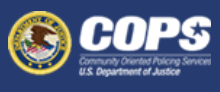 COPS
Community Oriented Policing Services
U.S. Department of Justice